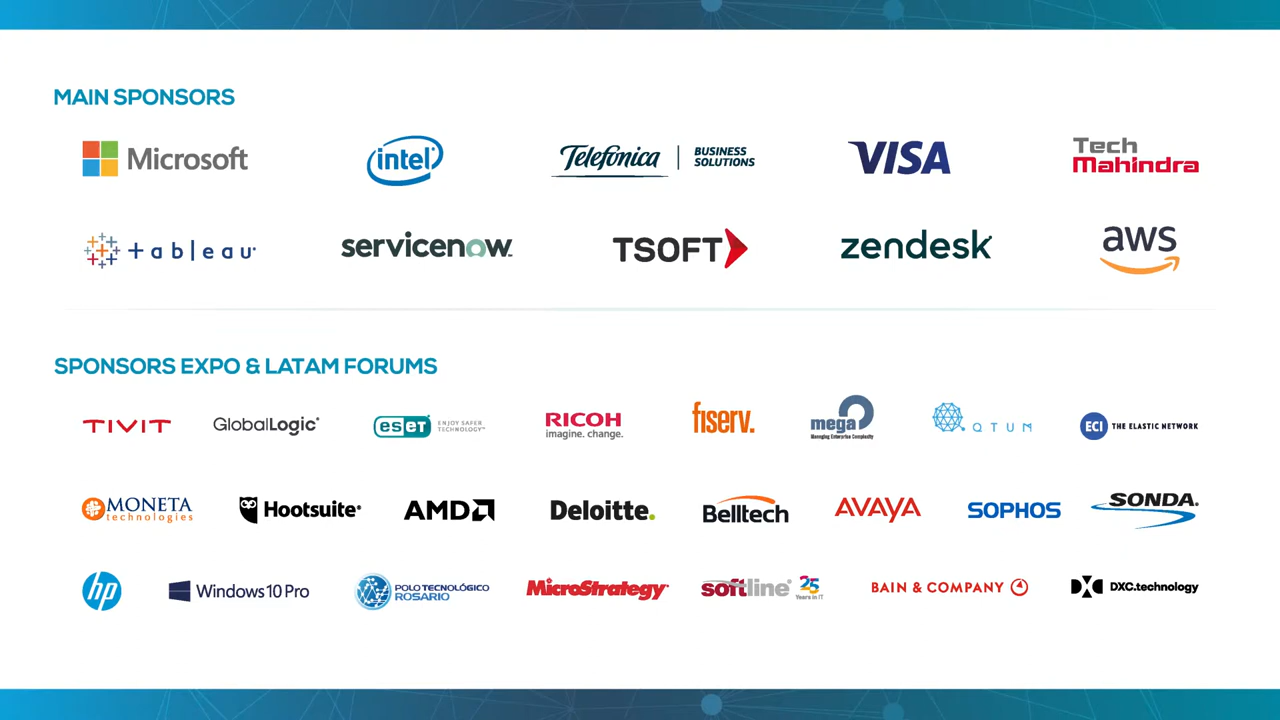 MAIN SPONSORS
Microsoft
intel
Telefónica | BUSINESS SOLUTIONS
VISA
Tech Mahindra
+ableau
servicenow
TSOFT
zendesk
aws
SPONSORS EXPO & LATAM FORUMS
TIVIT
GlobalLogic
eseT ENJOY SAFER TECHNOLOGY™
RICOH
imagine. change.
fiserv.
mega
Managing Enterprise Complexity
QTUM
ECI THE ELASTIC NETWORK
MONETA
technologies
Hootsuite
AMD
Deloitte.
Belltech
AVAYA
SOPHOS
SONDA
hp
Windows 10 Pro
POLO TECNOLÓGICO
ROSARIO
MicroStrategy
softline 25
Years in IT
BAIN & COMPANY
DXC.technology